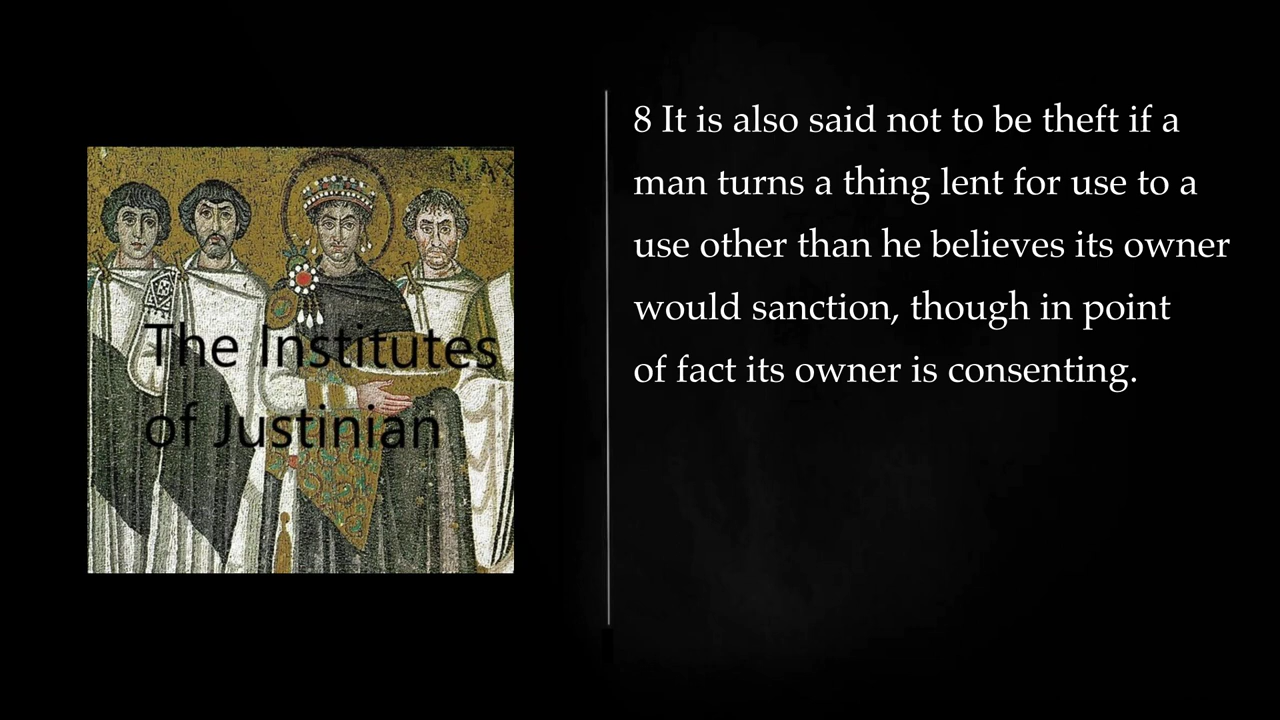 The Institutes
of Justinian
8 It is also said not to be theft if a
man turns a thing lent for use to a
use other than he believes its owner
would sanction, though in point
of fact its owner is consenting.